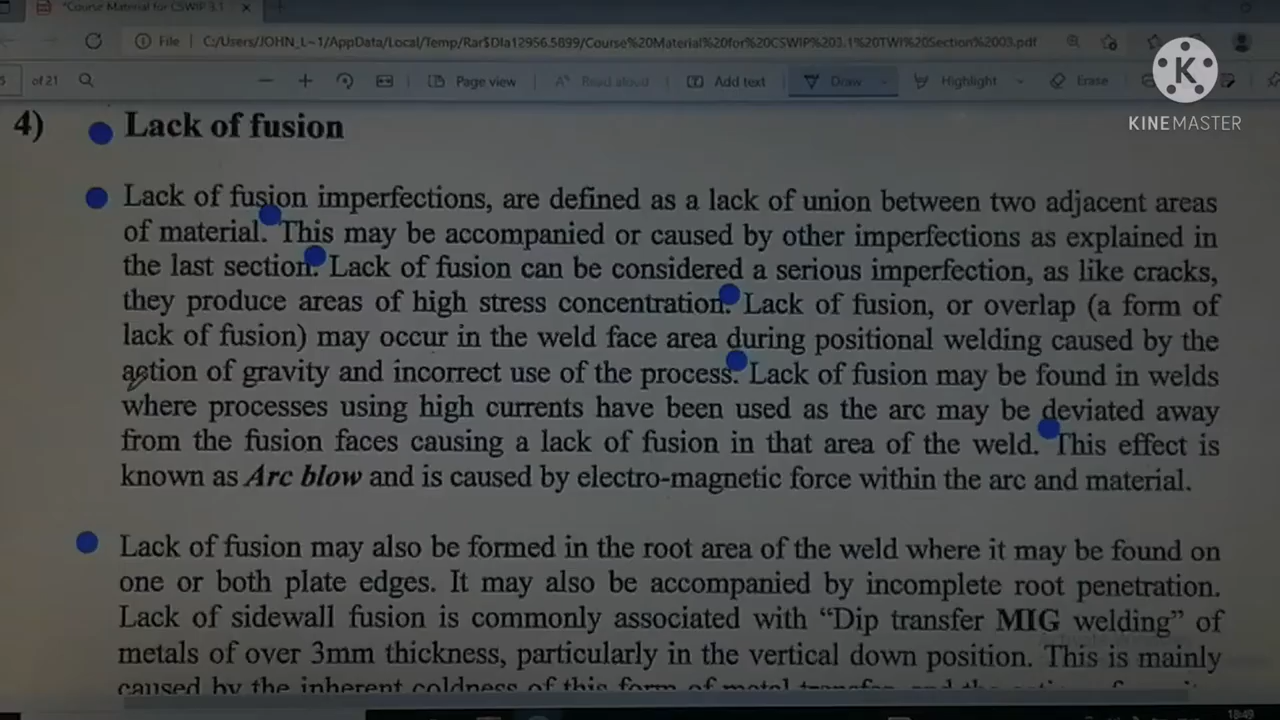 *Course Material for CSWIP 3.1
File C:/Users/JOHN_L~1/AppData/Local/Temp/Rar$DIa12956.5899/Course%20Material%20for%20CSWIP%203.1%20TWI%20Section%2003.pdf
of 21 Page view Read aloud Add text Draw Highlight Erase
K
KINEMASTER
4) Lack of fusion
Lack of fusion imperfections, are defined as a lack of union between two adjacent areas
of material. This may be accompanied or caused by other imperfections as explained in
the last section. Lack of fusion can be considered a serious imperfection, as like cracks,
they produce areas of high stress concentration. Lack of fusion, or overlap (a form of
lack of fusion) may occur in the weld face area during positional welding caused by the
action of gravity and incorrect use of the process. Lack of fusion may be found in welds
where processes using high currents have been used as the arc may be deviated away
from the fusion faces causing a lack of fusion in that area of the weld. This effect is
known as Arc blow and is caused by electro-magnetic force within the arc and material.
Lack of fusion may also be formed in the root area of the weld where it may be found on
one or both plate edges. It may also be accompanied by incomplete root penetration.
Lack of sidewall fusion is commonly associated with “Dip transfer MIG welding” of
metals of over 3mm thickness, particularly in the vertical down position. This is mainly
caused by the inherent coldness of this form of metal transfer, and the action of
18:49